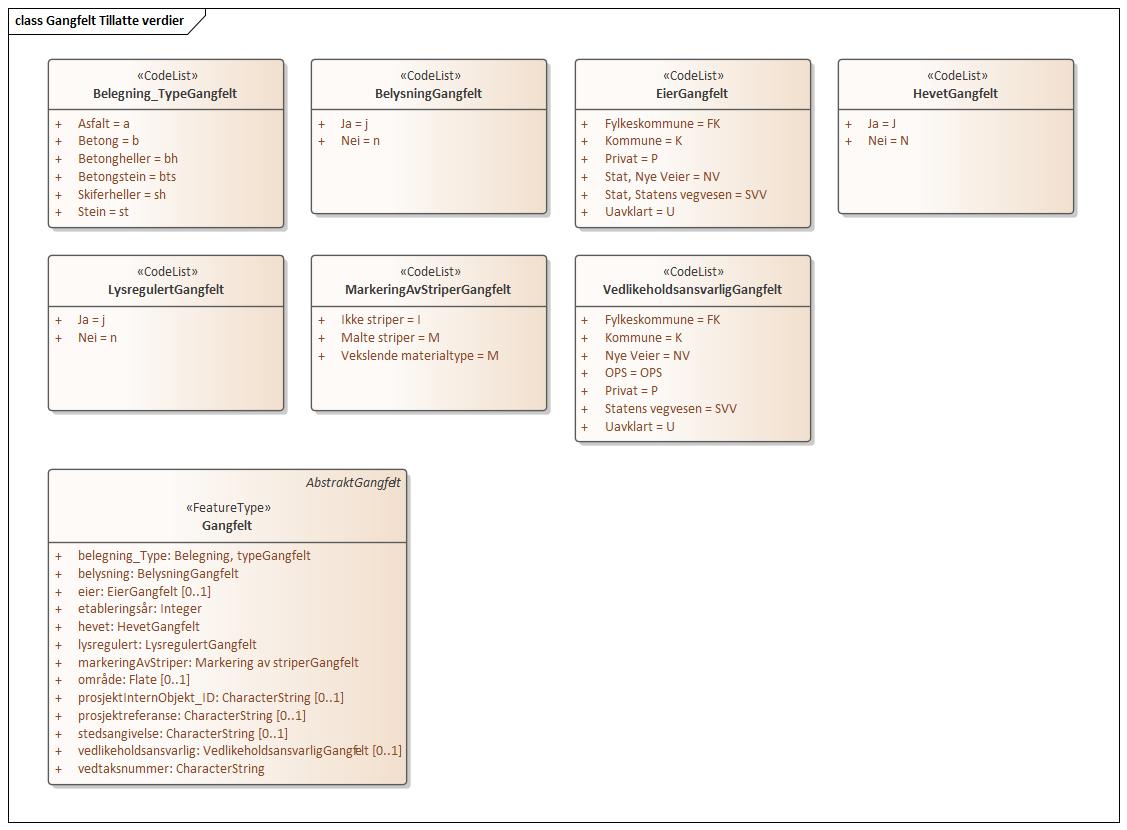 class Gangfelt Tillatte verdier
«CodeList»
Belegning_TypeGangfelt
+ Asfalt = a
+ Betong = b
+ Betongheller = bh
+ Betongstein = bts
+ Skiferheller = sh
+ Stein = st
«CodeList»
BelysningGangfelt
+ Ja = j
+ Nei = n
«CodeList»
EierGangfelt
+ Fylkeskommune = FK
+ Kommune = K
+ Privat = P
+ Stat, Nye Veier = NV
+ Stat, Statens vegvesen = SVV
+ Uavklart = U
«CodeList»
HevetGangfelt
+ Ja = J
+ Nei = N
«CodeList»
LysregulertGangfelt
+ Ja = j
+ Nei = n
«CodeList»
MarkeringAvStriperGangfelt
+ Ikke striper = I
+ Malte striper = M
+ Vekslende materialtype = M
«CodeList»
VedlikeholdsansvarligGangfelt
+ Fylkeskommune = FK
+ Kommune = K
+ Nye Veier = NV
+ OPS = OPS
+ Privat = P
+ Statens vegvesen = SVV
+ Uavklart = U
AbstraktGangfelt
«FeatureType»
Gangfelt
+ belegning_Type: Belegning, typeGangfelt
+ belysning: BelysningGangfelt
+ eier: EierGangfelt [0..1]
+ etableringsår: Integer
+ hevet: HevetGangfelt
+ lysregulert: LysregulertGangfelt
+ markeringAvStriper: Markering av striperGangfelt
+ område: Flate [0..1]
+ prosjektInternObjekt_ID: CharacterString [0..1]
+ prosjektreferanse: CharacterString [0..1]
+ stedsangivelse: CharacterString [0..1]
+ vedlikeholdsansvarlig: VedlikeholdsansvarligGangfelt [0..1]
+ vedtaksnummer: CharacterString